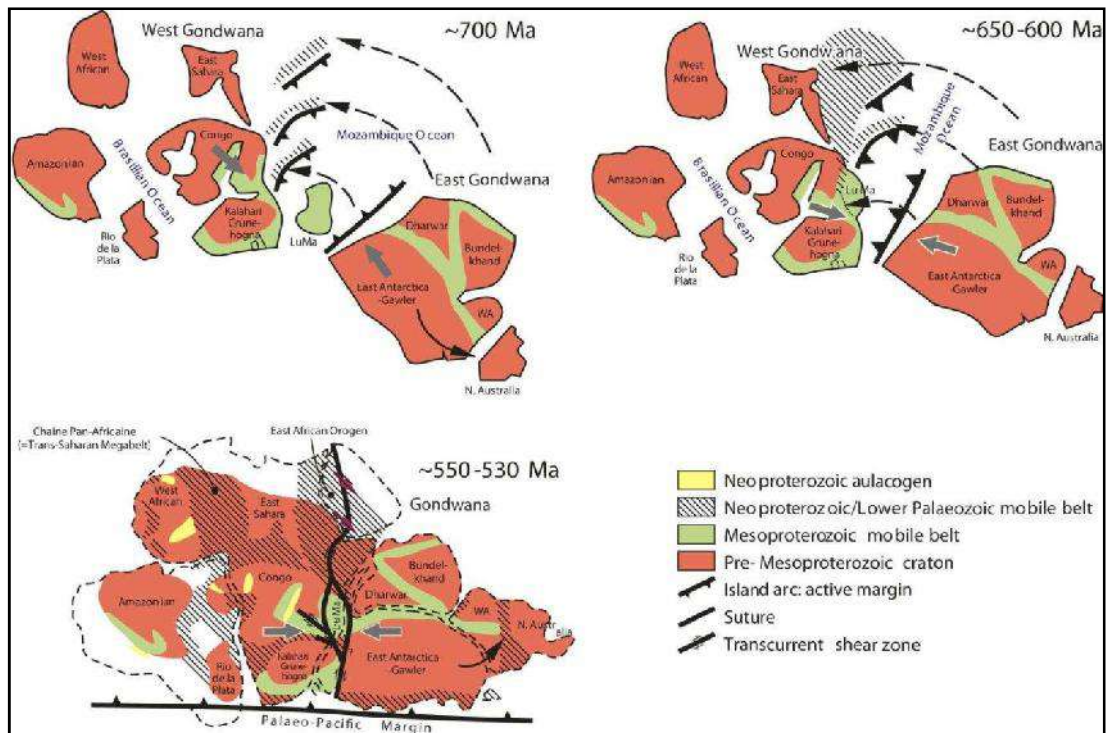 West Gondwana
~700 Ma
West
African
East
Sahara
Congo
Mozambique Ocean
Amazonian
Brasillian Ocean
East Gondwana
Kalahari
Grune-
hogna
LuMa
Dharwar
Bundel-
khand
Rio
de la
Plata
East Antarctica
-Gawler
WA
N. Australia
~650-600 Ma
West Gondwana
West
African
East
Sahara
Congo
Mozambique
Ocean
East Gondwana
Amazonian
Brasillian Ocean
LuMa
Dharwar
Bundel-
khand
Kalahari
Grune-
hogna
Rio
de la
Plata
East Antarctica
-Gawler
WA
N. Australia
Chaine Pan-Africaine
(=Trans-Saharan Megabelt)
East African Orogen
~550-530 Ma
Gondwana
West
African
East
Sahara
Congo
Bundel-
khand
Amazonian
LuMa
Dharwar
WA
N. Austr
alia
Kalahari
Grune-
hogna
East Antarctica
-Gawler
Rio
de la
Plata
Palaeo-Pacific Margin
Neoproterozoic aulacogen
Neoproterozoic/Lower Palaeozoic mobile belt
Mesoproterozoic mobile belt
Pre-Mesoproterozoic craton
Island arc: active margin
Suture
Transcurrent shear zone